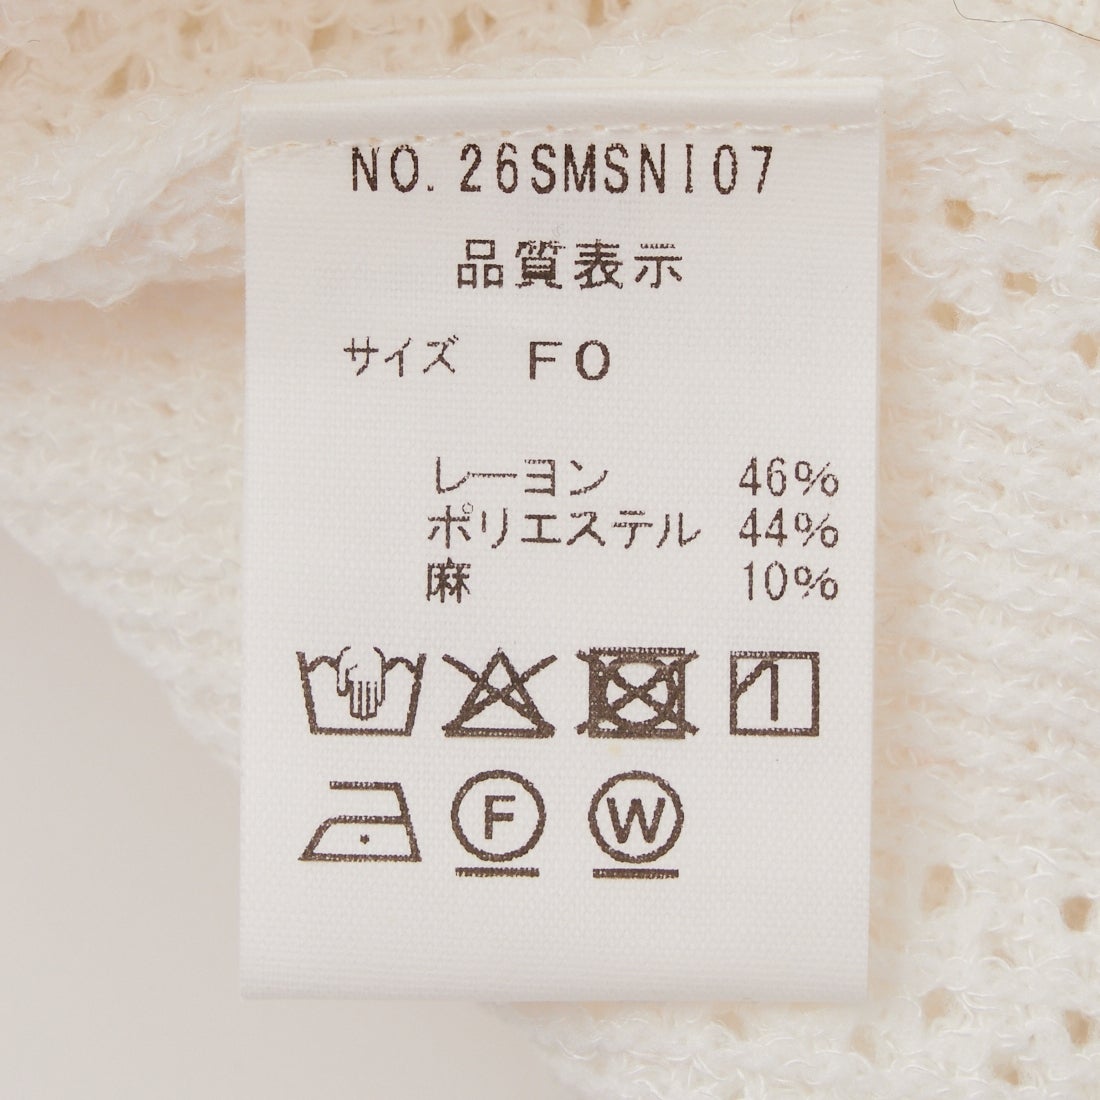 NO.26SMSNI07
品質表示
サイズ FO
レーヨン 46%
ポリエステル 44%
麻 10%
F W